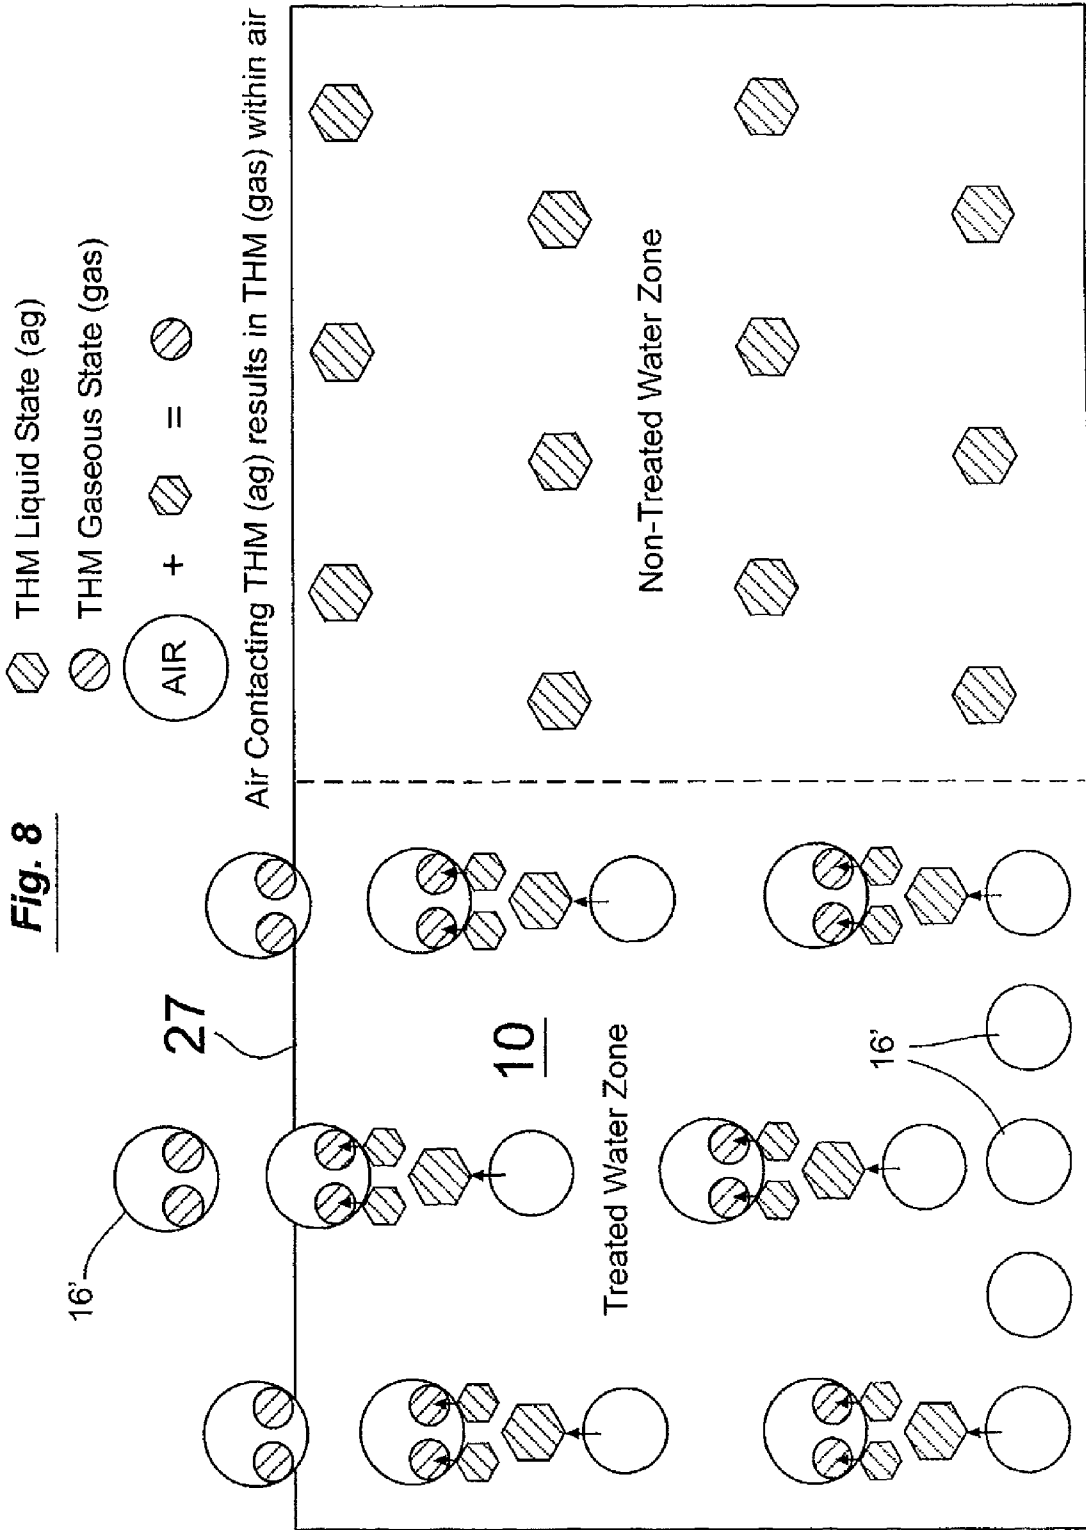 Fig. 8
THM Liquid State (ag)
THM Gaseous State (gas)
AIR + =
Air Contacting THM (ag) results in THM (gas) within air
16'
27
10
Treated Water Zone
Non-Treated Water Zone
16'